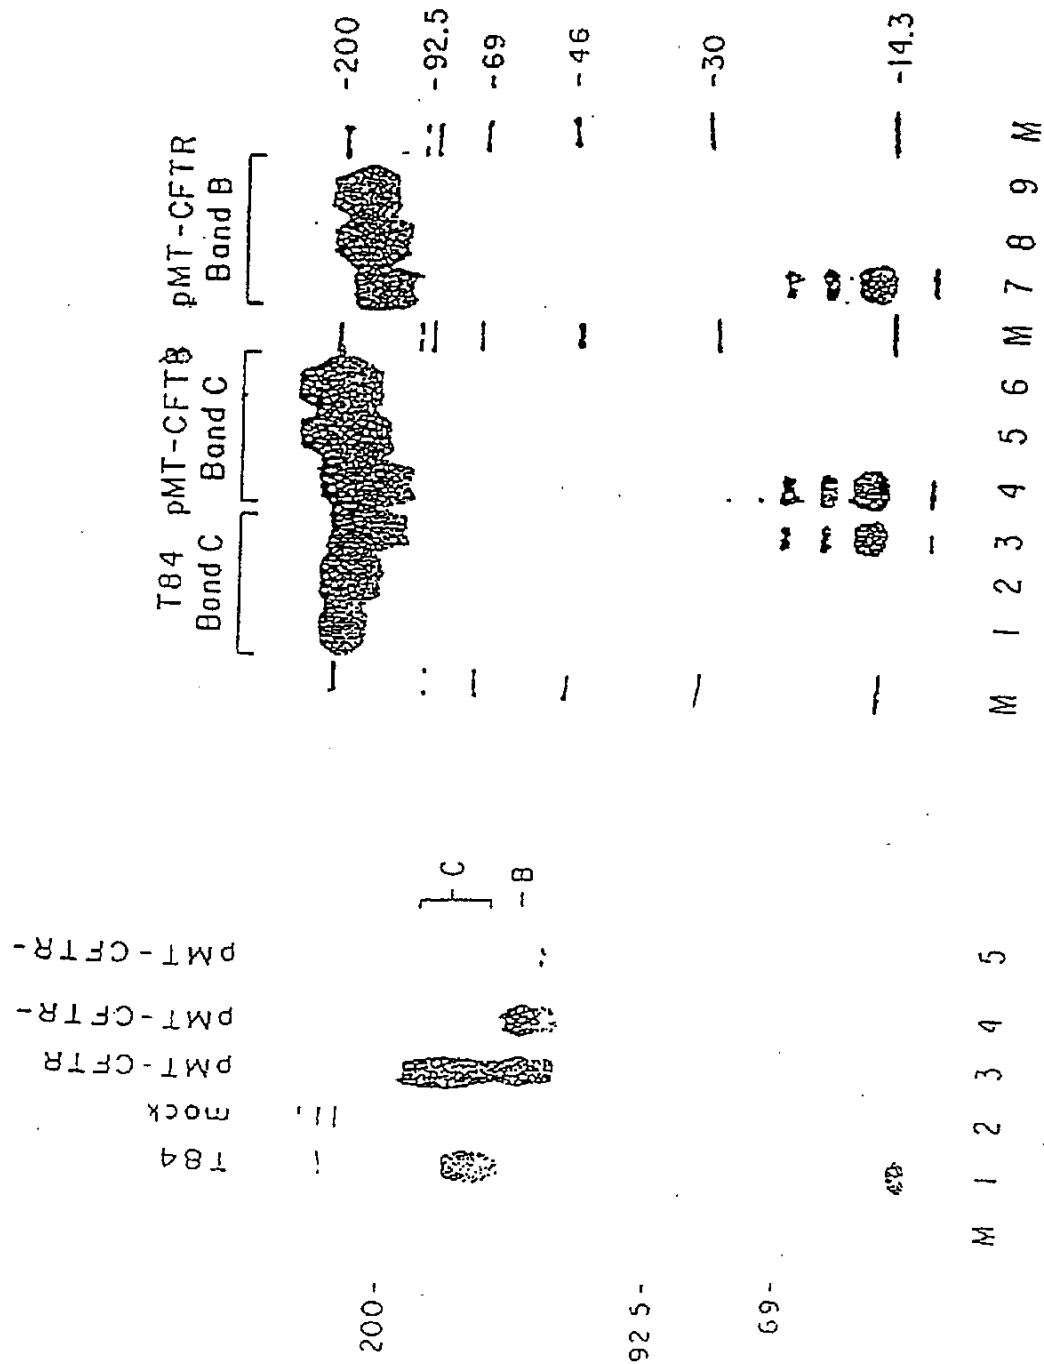 T84
Band C
pMT-CFTR
Band C
pMT-CFTR
Band B
-200
-92.5
-69
-46
-30
-14.3
M 1 2 3 4 5 6 M 7 8 9 M
T84
mock
pMT-CFTR
pMT-CFTR-
pMT-CFTR-
200-
92 5-
69-
C
-B
M 1 2 3 4 5